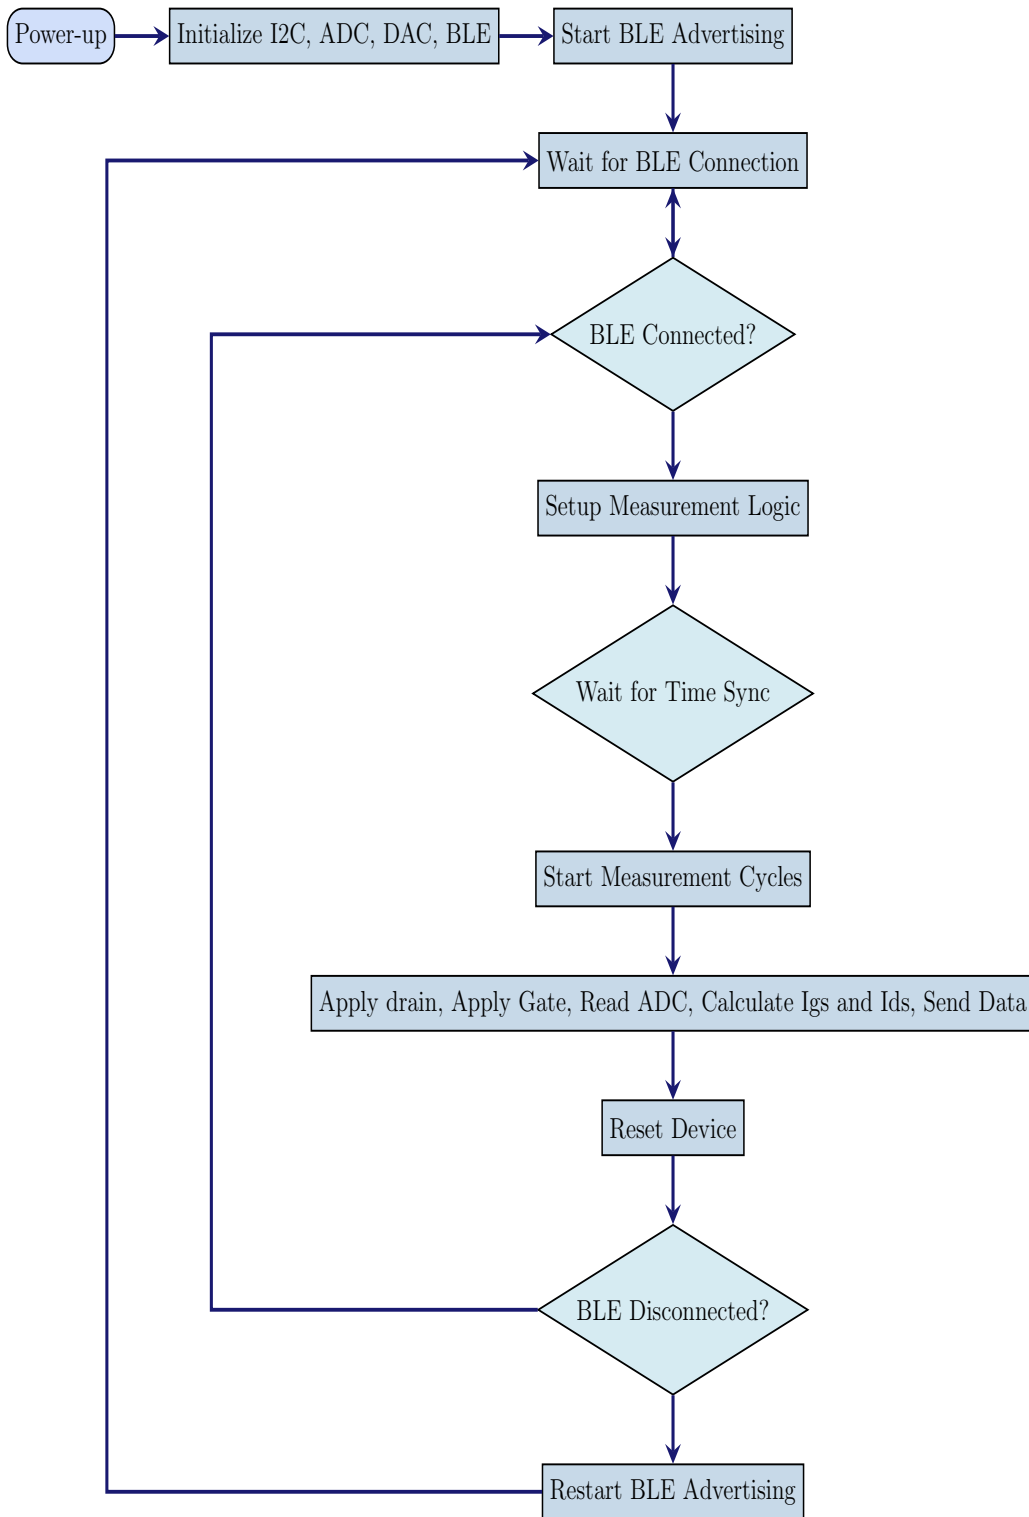 Power-up
Initialize I2C, ADC, DAC, BLE
Start BLE Advertising
Wait for BLE Connection
BLE Connected?
Setup Measurement Logic
Wait for Time Sync
Start Measurement Cycles
Apply drain, Apply Gate, Read ADC, Calculate Igs and Ids, Send Data
Reset Device
BLE Disconnected?
Restart BLE Advertising